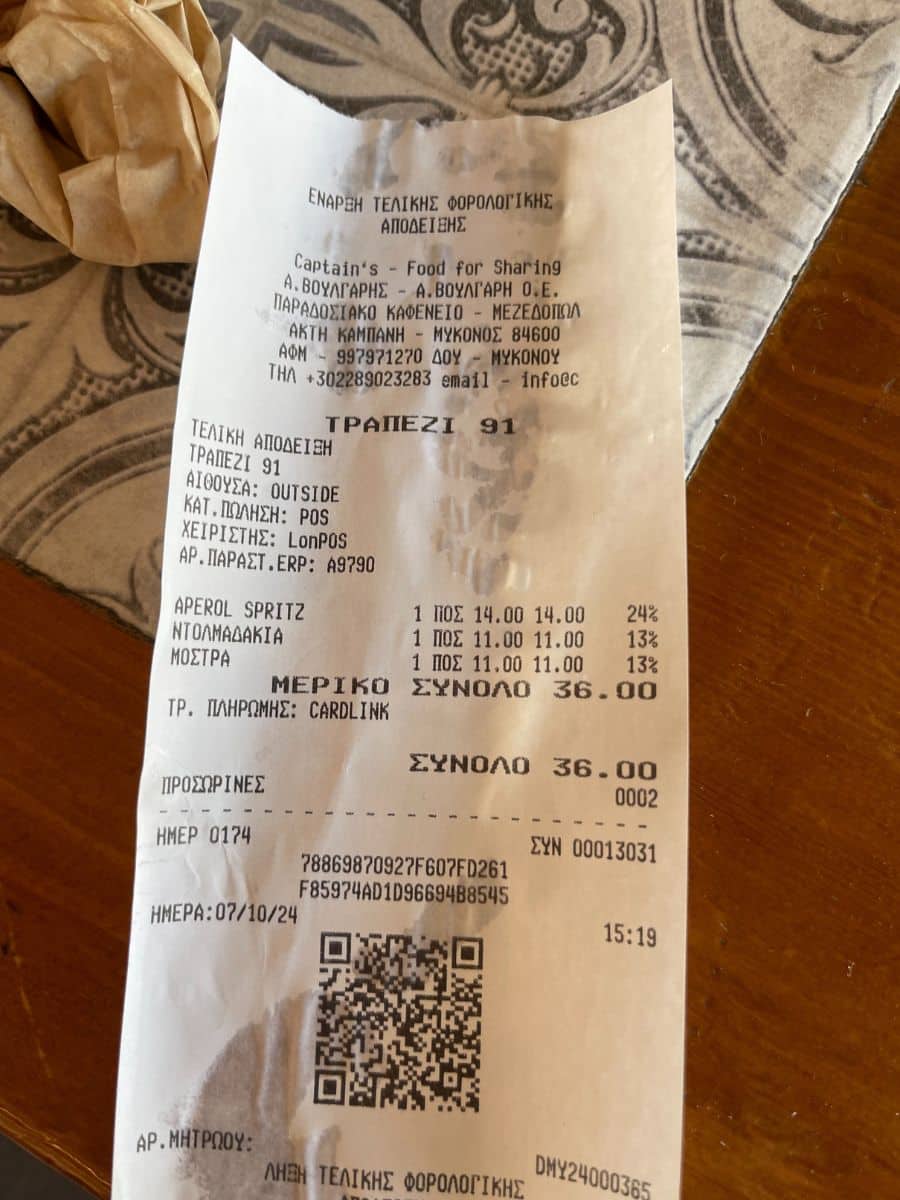 ΕΝΑΡΞΗ ΤΕΛΙΚΗΣ ΦΟΡΟΛΟΓΙΚΗΣ
ΑΠΟΔΕΙΞΗΣ
Captain's - Food for Sharing
Α.ΒΟΥΛΓΑΡΗΣ - Α.ΒΟΥΛΓΑΡΗ Ο.Ε.
ΠΑΡΑΔΟΣΙΑΚΟ ΚΑΦΕΝΕΙΟ - ΜΕΖΕΔΟΠΩΛ
ΑΚΤΗ ΚΑΜΠΑΝΗ - ΜΥΚΟΝΟΣ 84600
ΑΦΜ - 997971270 ΔΟΥ - ΜΥΚΟΝΟΥ
ΤΗΛ +302289023283 email - info@c
ΤΡΑΠΕΖΙ 91
ΤΕΛΙΚΗ ΑΠΟΔΕΙΞΗ
ΤΡΑΠΕΖΙ 91
ΑΙΘΟΥΣΑ: OUTSIDE
ΚΑΤ.ΠΩΛΗΣΗ: POS
ΧΕΙΡΙΣΤΗΣ: LonPOS
ΑΡ.ΠΑΡΑΣΤ.ERP: A9790
APEROL SPRITZ 1 ΠΟΣ 14.00 14.00 24%
ΝΤΟΛΜΑΔΑΚΙΑ 1 ΠΟΣ 11.00 11.00 13%
ΜΟΣΤΡΑ 1 ΠΟΣ 11.00 11.00 13%
ΜΕΡΙΚΟ ΣΥΝΟΛΟ 36.00
ΤΡ. ΠΛΗΡΩΜΗΣ: CARDLINK
ΣΥΝΟΛΟ 36.00
ΠΡΟΣΩΡΙΝΕΣ 0002
ΗΜΕΡ 0174 ΣΥΝ 00013031
78869870927F607FD261
F85974AD1D96694B8545
ΗΜΕΡΑ:07/10/24 15:19
ΑΡ.ΜΗΤΡΩΟΥ: DMY24000365
ΛΗΞΗ ΤΕΛΙΚΗΣ ΦΟΡΟΛΟΓΙΚΗΣ